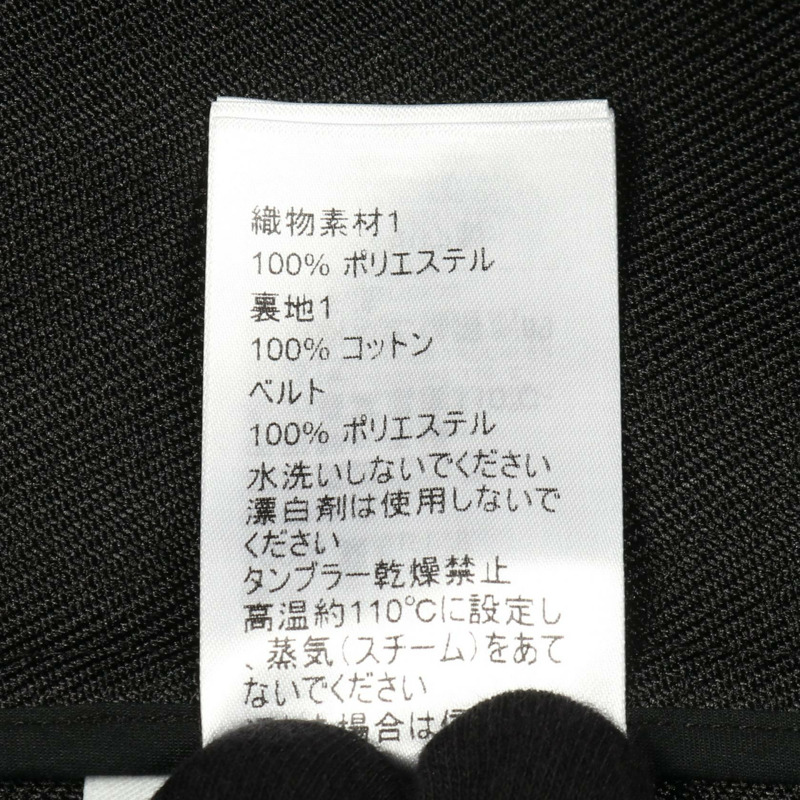 織物素材1
100% ポリエステル
裏地1
100% コットン
ベルト
100% ポリエステル
水洗いしないでください
漂白剤は使用しないで
ください
タンブラー乾燥禁止
高温約110℃に設定し
、蒸気（スチーム）をあて
ないでください
場合は